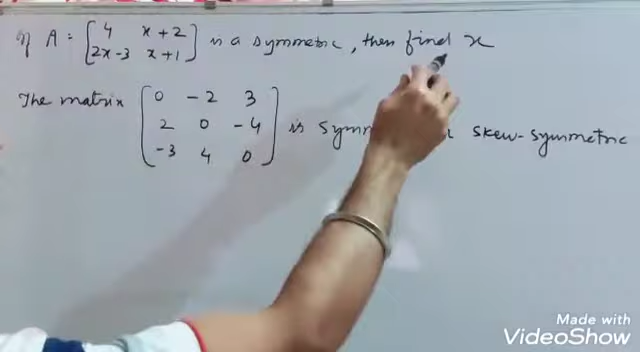 If A = [4 x+2
2x-3 x+1] is a symmetric, then find x
The matrix [0 -2 3
2 0 -4
-3 4 0] is skew-symmetric
Made with
VideoShow